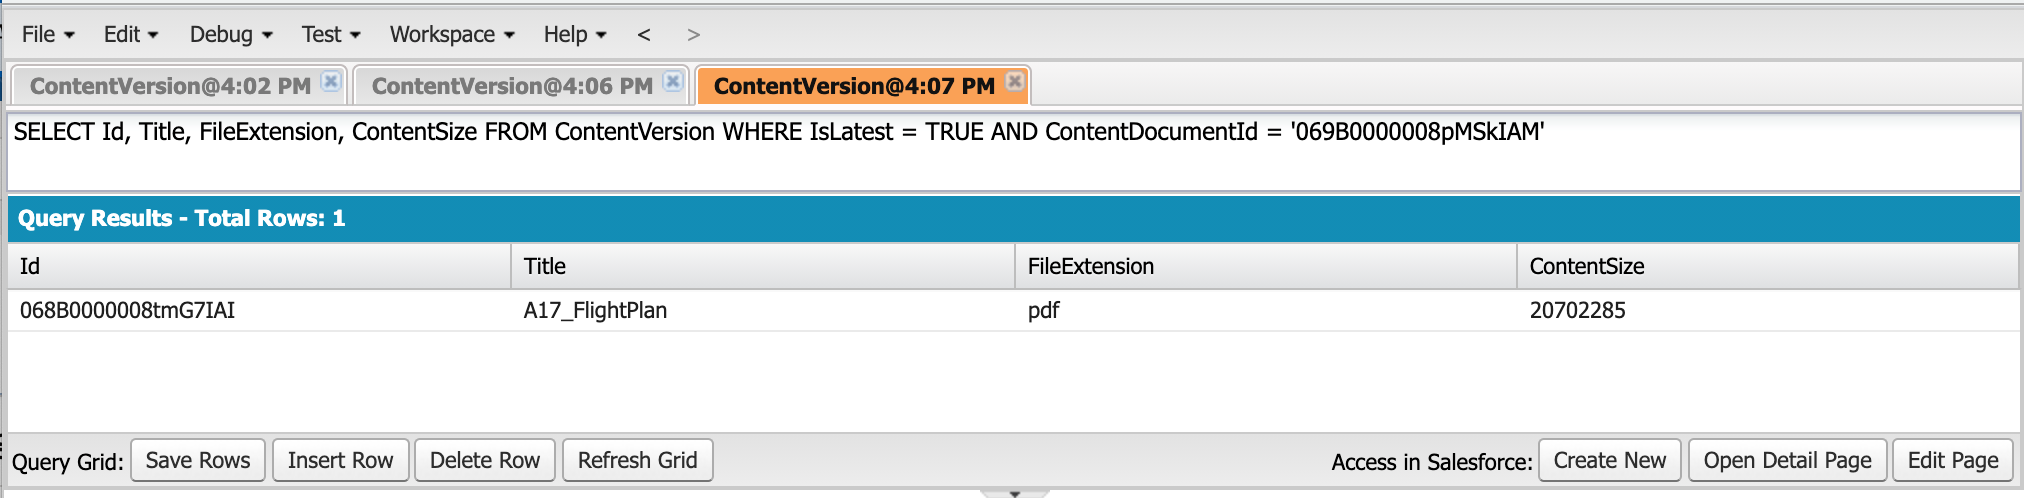 File Edit Debug Test Workspace Help < >
ContentVersion@4:02 PM ContentVersion@4:06 PM ContentVersion@4:07 PM
SELECT Id, Title, FileExtension, ContentSize FROM ContentVersion WHERE IsLatest = TRUE AND ContentDocumentId = '069B0000008pMSkIAM'
Query Results - Total Rows: 1
Id Title FileExtension ContentSize
068B0000008tmG7IAI A17_FlightPlan pdf 20702285
Query Grid: Save Rows Insert Row Delete Row Refresh Grid Access in Salesforce: Create New Open Detail Page Edit Page